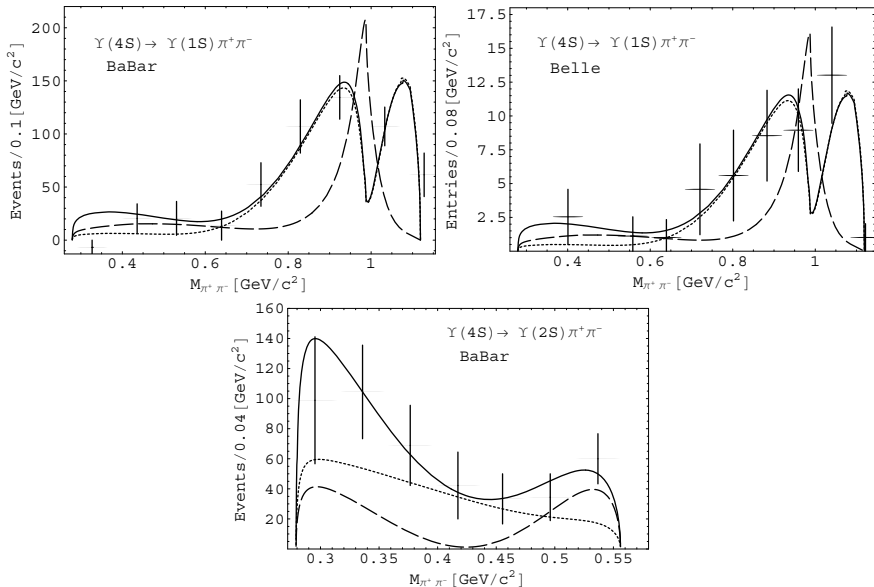 Υ(4S)→ Υ(1S)π⁺π⁻
BaBar
Events/0.1[GeV/c²]
200
150
100
50
0
0.4 0.6 0.8 1
M π⁺ π⁻ [GeV/c²]
Υ(4S)→ Υ(1S)π⁺π⁻
Belle
Entries/0.08[GeV/c²]
17.5
15
12.5
10
7.5
5
2.5
0.4 0.6 0.8 1
M π⁺ π⁻ [GeV/c²]
Υ(4S)→ Υ(2S)π⁺π⁻
BaBar
Events/0.04[GeV/c²]
160
140
120
100
80
60
40
20
0.3 0.35 0.4 0.45 0.5 0.55
M π⁺ π⁻ [GeV/c²]